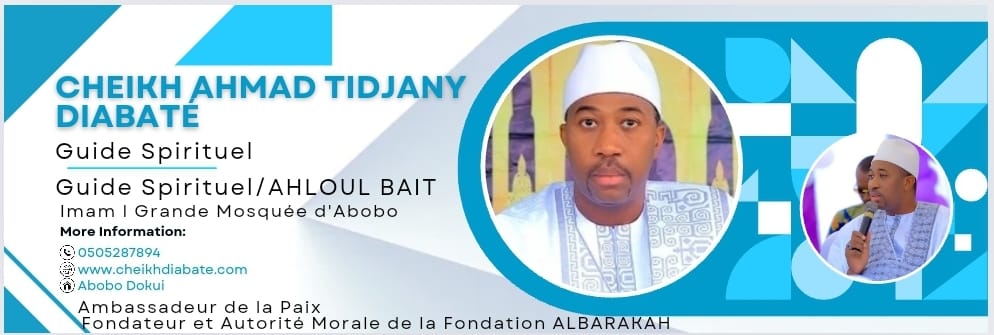 CHEIKH AHMAD TIDJANY
DIABATÉ
Guide Spirituel
Guide Spirituel/AHLOUL BAIT
Imam I Grande Mosquée d'Abobo
More Information:
0505287894
www.cheikhdiabate.com
Abobo Dokui
Ambassadeur de la Paix
Fondateur et Autorité Morale de la Fondation ALBARAKAH